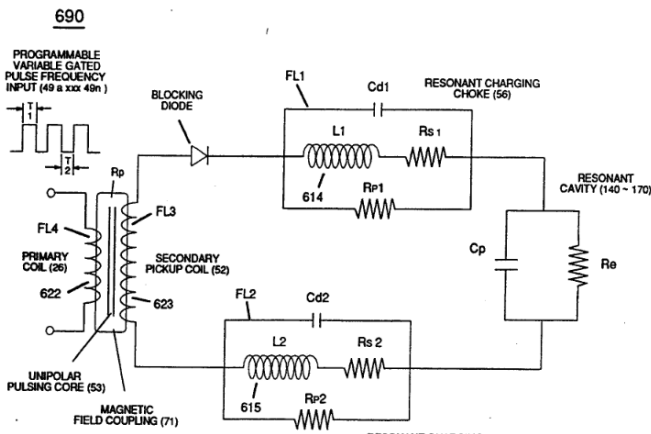 690
PROGRAMMABLE
VARIABLE GATED
PULSE FREQUENCY
INPUT (49 a xxx 49n )
T
1
T
2
BLOCKING
DIODE
FL1
Cd1
RESONANT CHARGING
CHOKE (56)
L1
Rs1
614
Rp1
Rp
FL4
FL3
PRIMARY
COIL (26)
SECONDARY
PICKUP COIL (52)
622
623
RESONANT
CAVITY (140 ~ 170)
Cp
Re
FL2
Cd2
L2
Rs2
615
Rp2
UNIPOLAR
PULSING CORE (53)
MAGNETIC
FIELD COUPLING (71)